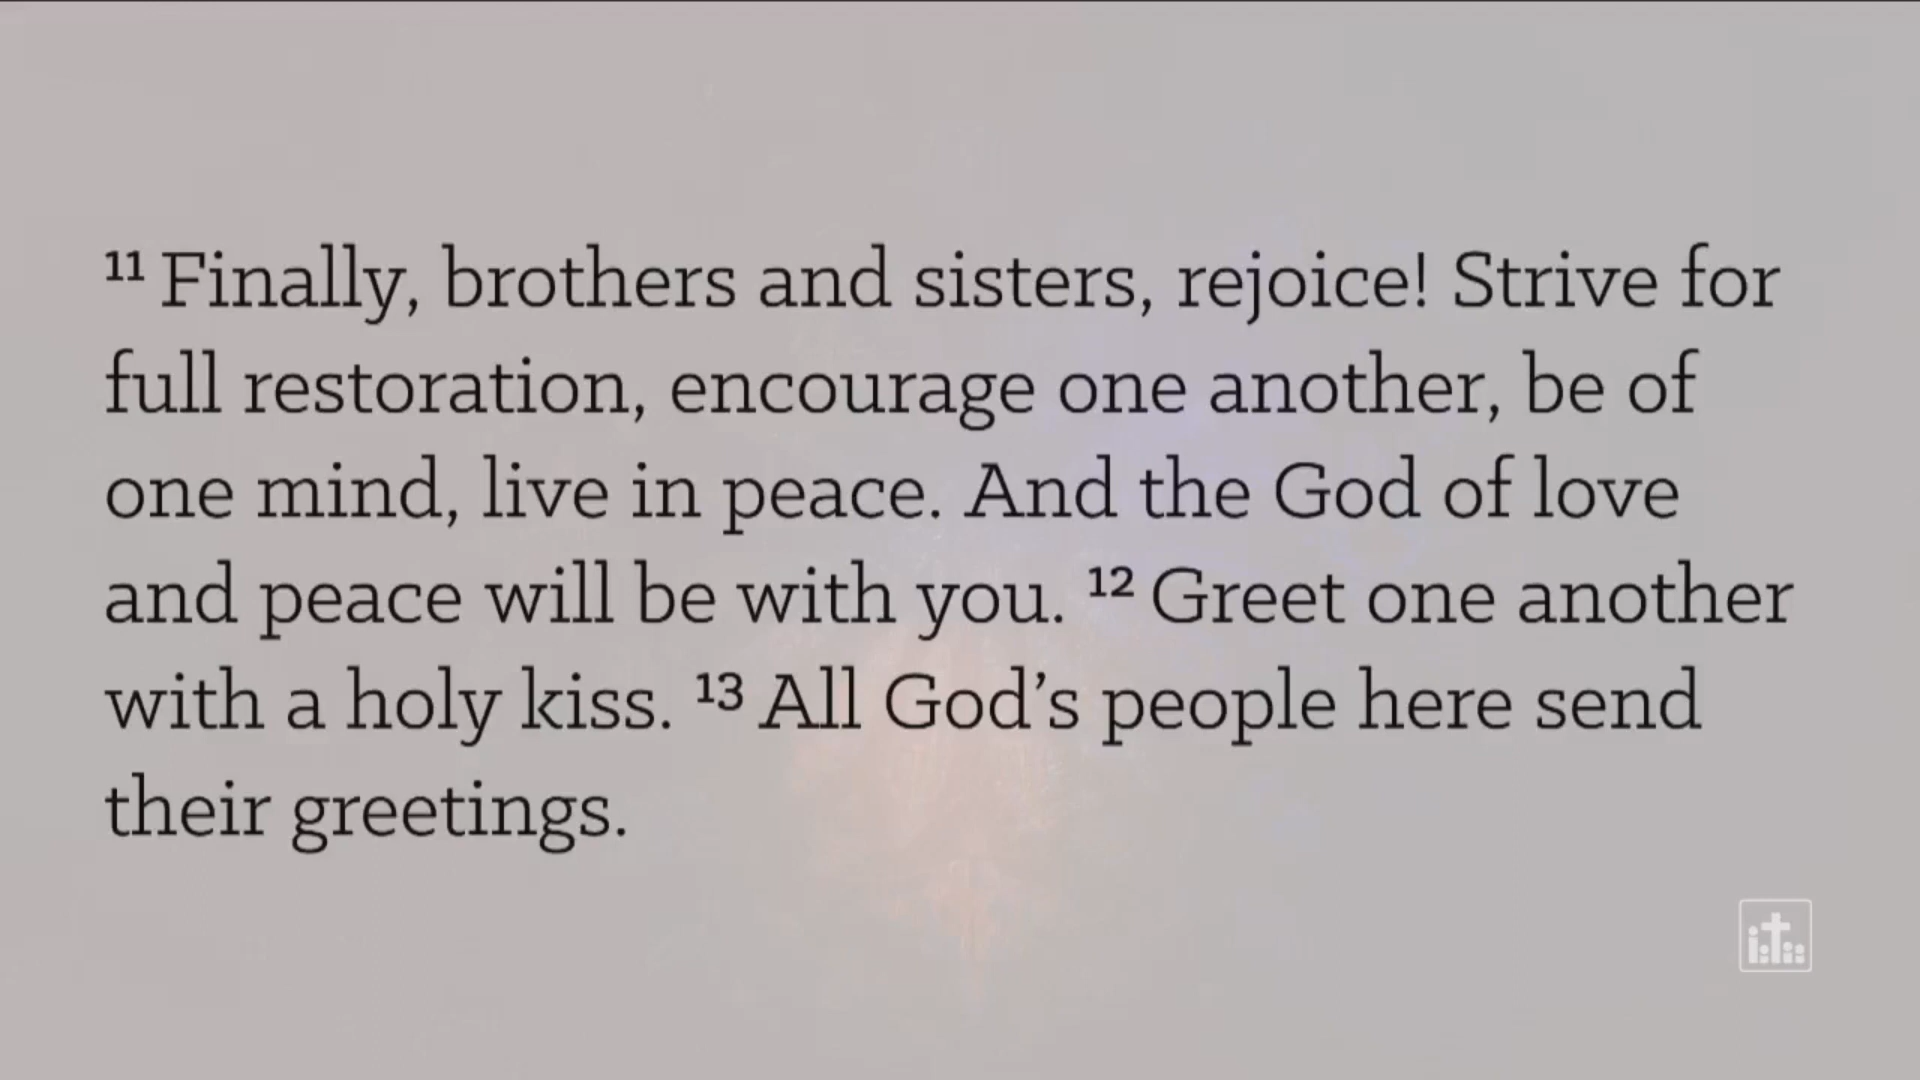 ¹¹ Finally, brothers and sisters, rejoice! Strive for
full restoration, encourage one another, be of
one mind, live in peace. And the God of love
and peace will be with you. ¹² Greet one another
with a holy kiss. ¹³ All God’s people here send
their greetings.